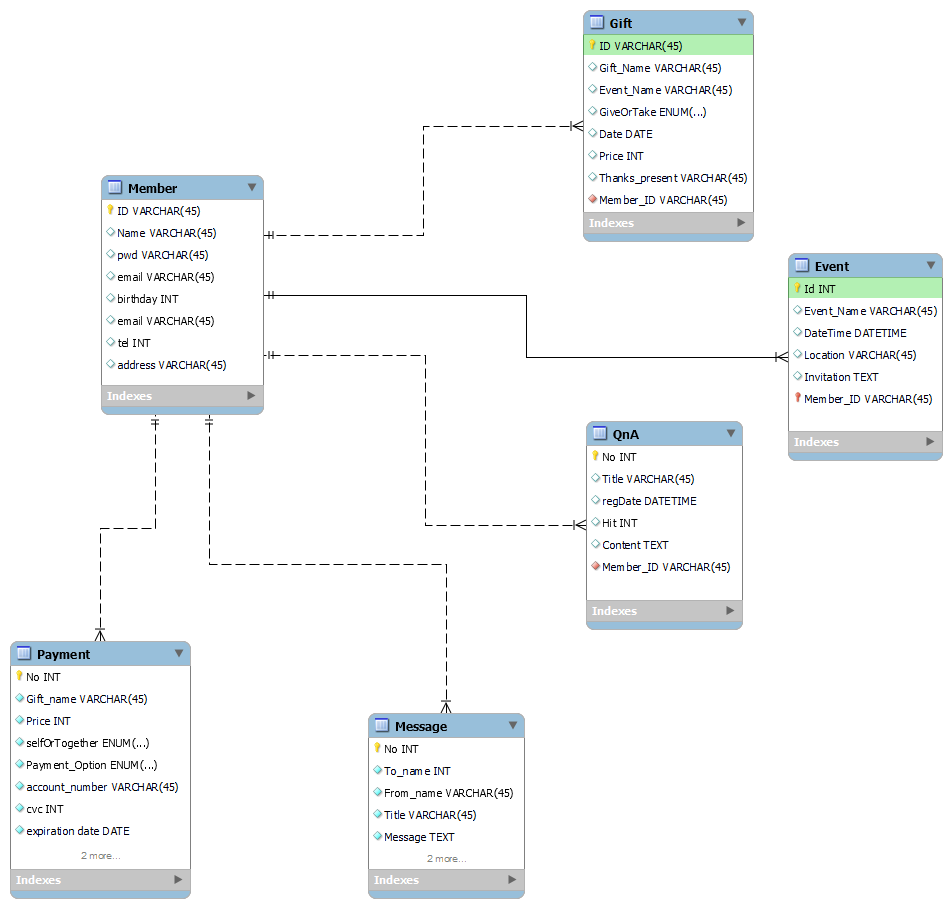 Gift
ID VARCHAR(45)
Gift_Name VARCHAR(45)
Event_Name VARCHAR(45)
GiveOrTake ENUM(...)
Date DATE
Price INT
Thanks_present VARCHAR(45)
Member_ID VARCHAR(45)
Indexes
Member
ID VARCHAR(45)
Name VARCHAR(45)
pwd VARCHAR(45)
email VARCHAR(45)
birthday INT
email VARCHAR(45)
tel INT
address VARCHAR(45)
Indexes
Event
Id INT
Event_Name VARCHAR(45)
DateTime DATETIME
Location VARCHAR(45)
Invitation TEXT
Member_ID VARCHAR(45)
Indexes
QnA
No INT
Title VARCHAR(45)
regDate DATETIME
Hit INT
Content TEXT
Member_ID VARCHAR(45)
Indexes
Payment
No INT
Gift_name VARCHAR(45)
Price INT
selfOrTogether ENUM(...)
Payment_Option ENUM(...)
account_number VARCHAR(45)
cvc INT
expiration date DATE
2 more...
Indexes
Message
No INT
To_name INT
From_name VARCHAR(45)
Title VARCHAR(45)
Message TEXT
2 more...
Indexes